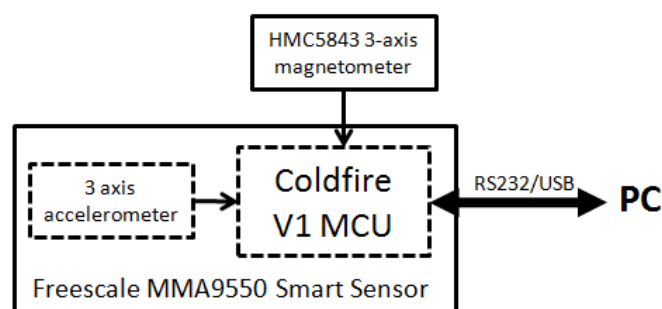 HMC5843 3-axis
magnetometer
3 axis
accelerometer
Coldfire
V1 MCU
RS232/USB
PC
Freescale MMA9550 Smart Sensor